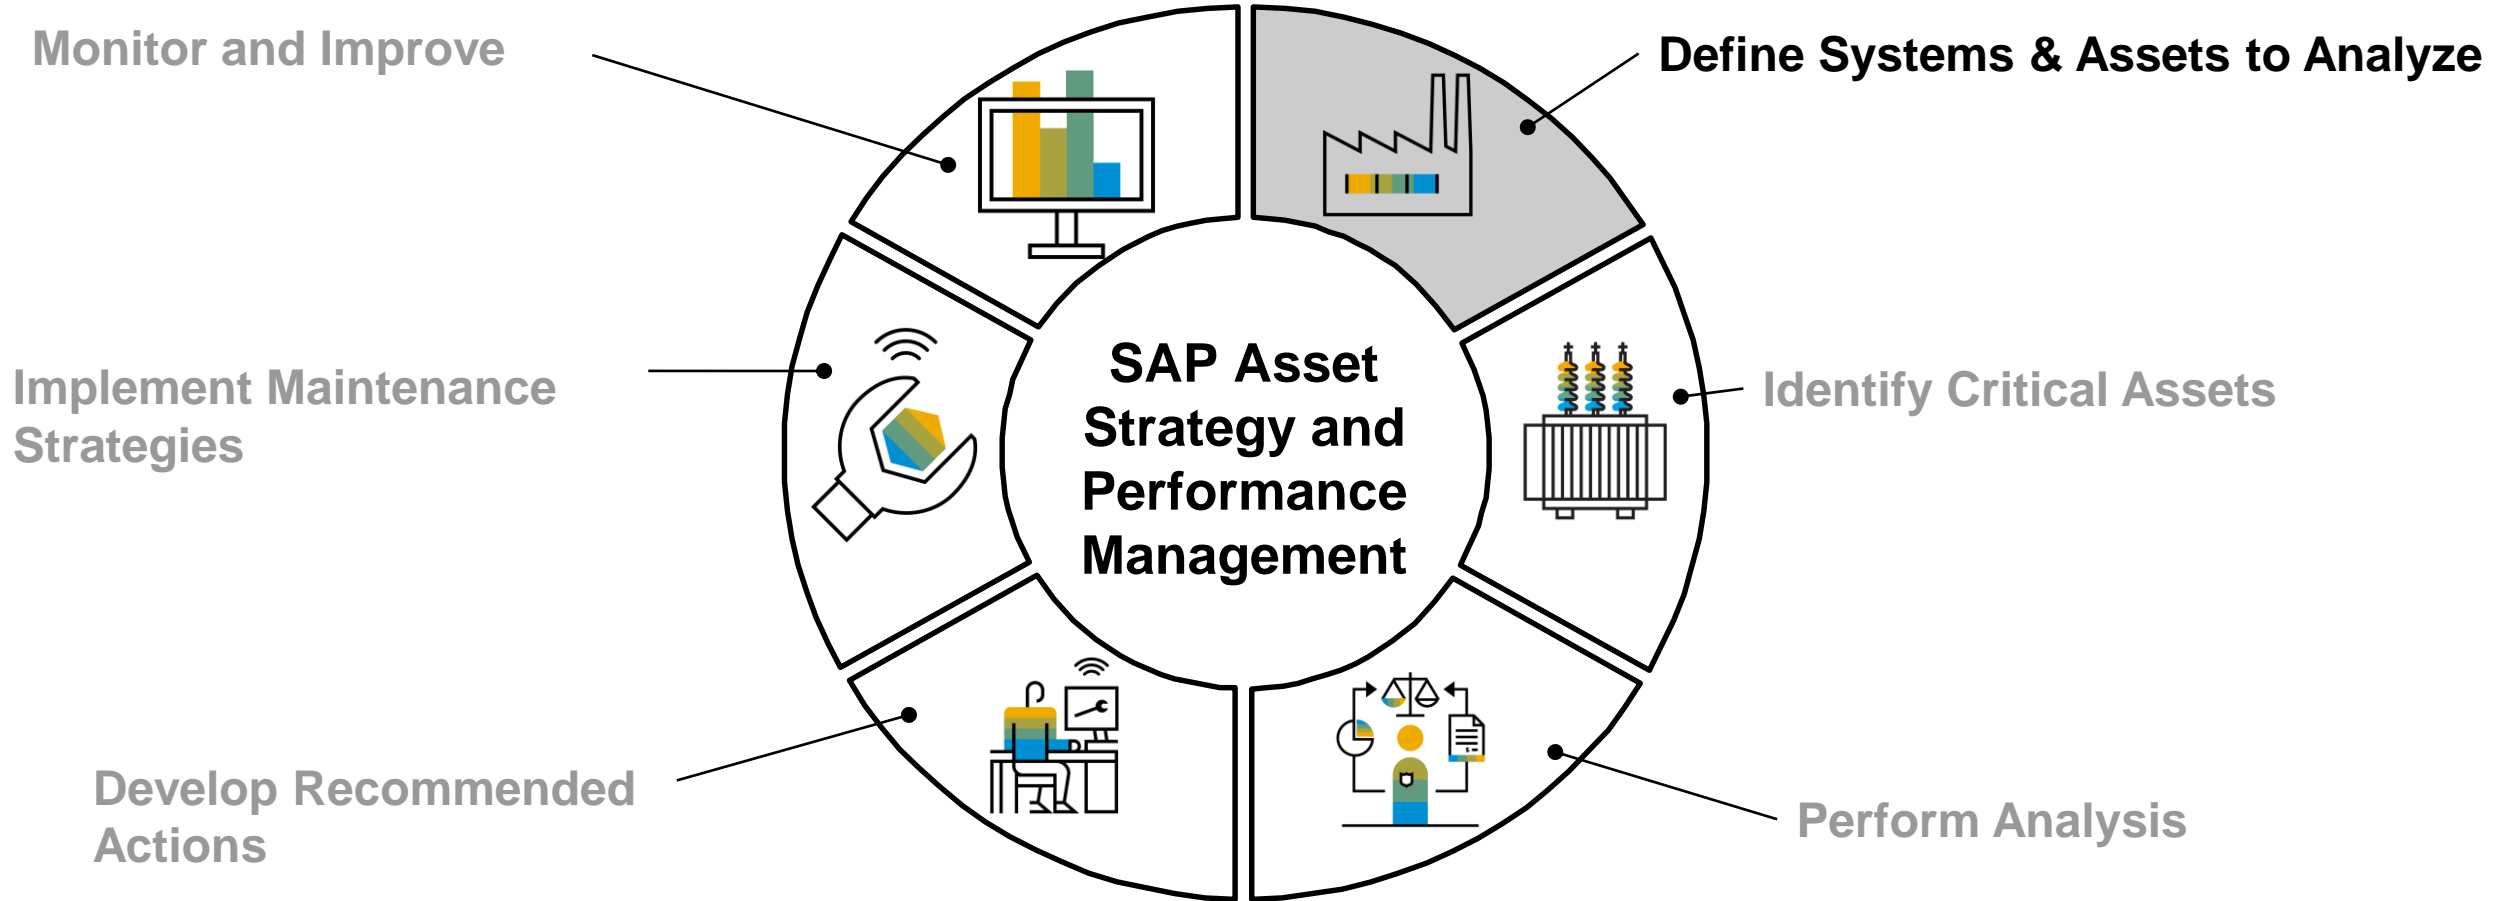 Monitor and Improve
Define Systems & Assets to Analyze
Implement Maintenance
Strategies
SAP Asset
Strategy and
Performance
Management
Identify Critical Assets
Develop Recommended
Actions
Perform Analysis